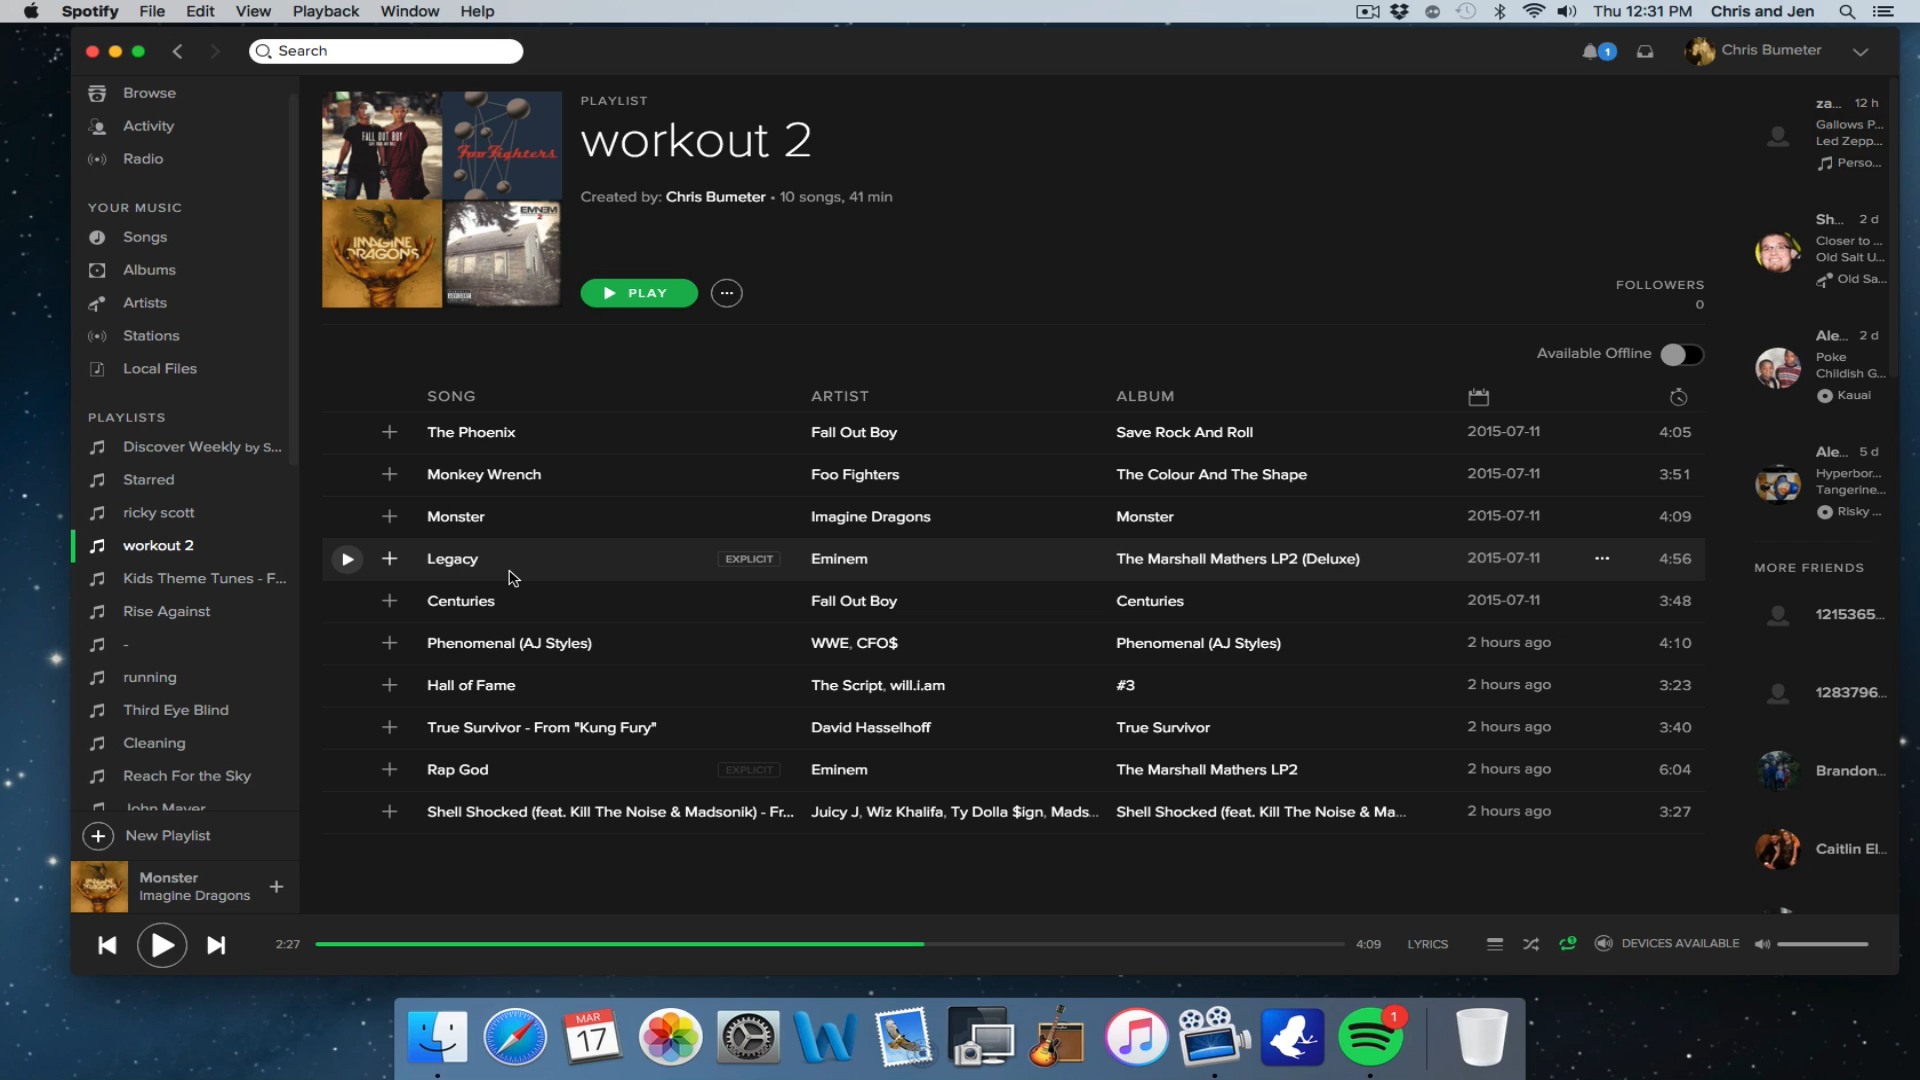 Spotify File Edit View Playback Window Help
Thu 12:31 PM Chris and Jen
Search
1
Chris Bumeter
Browse
Activity
Radio
YOUR MUSIC
Songs
Albums
Artists
Stations
Local Files
PLAYLISTS
Discover Weekly by S...
Starred
ricky scott
workout 2
Kids Theme Tunes - F...
Rise Against
-
running
Third Eye Blind
Cleaning
Reach For the Sky
John Mayer
New Playlist
Monster
Imagine Dragons
FALL OUT BOY
Foo Fighters
IMAGINE DRAGONS
EMINEM
PLAYLIST
workout 2
Created by: Chris Bumeter • 10 songs, 41 min
PLAY
FOLLOWERS
0
Available Offline
SONG ARTIST ALBUM
The Phoenix Fall Out Boy Save Rock And Roll 2015-07-11 4:05
Monkey Wrench Foo Fighters The Colour And The Shape 2015-07-11 3:51
Monster Imagine Dragons Monster 2015-07-11 4:09
Legacy EXPLICIT Eminem The Marshall Mathers LP2 (Deluxe) 2015-07-11 4:56
Centuries Fall Out Boy Centuries 2015-07-11 3:48
Phenomenal (AJ Styles) WWE, CFO$ Phenomenal (AJ Styles) 2 hours ago 4:10
Hall of Fame The Script, will.i.am #3 2 hours ago 3:23
True Survivor - From "Kung Fury" David Hasselhoff True Survivor 2 hours ago 3:40
Rap God EXPLICIT Eminem The Marshall Mathers LP2 2 hours ago 6:04
Shell Shocked (feat. Kill The Noise & Madsonik) - Fr... Juicy J, Wiz Khalifa, Ty Dolla $ign, Mads... Shell Shocked (feat. Kill The Noise & Ma... 2 hours ago 3:27
za... 12 h
Gallows P...
Led Zepp...
Perso...
Sh... 2 d
Closer to ...
Old Salt U...
Old Sa...
Ale... 2 d
Poke
Childish G...
Kauai
Ale... 5 d
Hyperbor...
Tangerine...
Risky ...
MORE FRIENDS
1215365...
1283796...
Brandon...
Caitlin El...
2:27 4:09 LYRICS DEVICES AVAILABLE
MAR
17
1